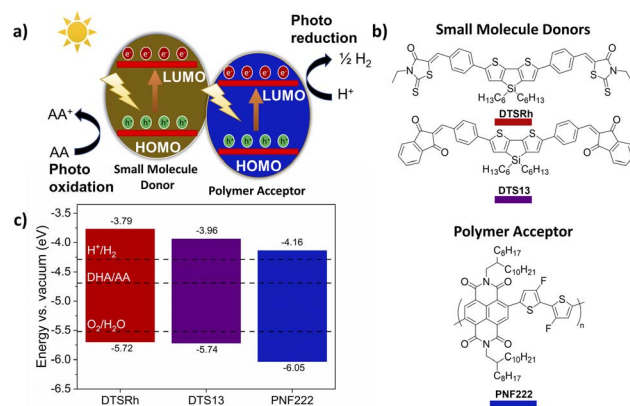 a)
Photo
reduction
½ H₂
H⁺
e⁻ e⁻ e⁻ e⁻
LUMO
e⁻ e⁻ e⁻ e⁻
LUMO
AA⁺
AA
h⁺ h⁺ h⁺ h⁺
HOMO
h⁺ h⁺ h⁺ h⁺
HOMO
Photo
oxidation
Small Molecule
Donor
Polymer Acceptor
b)
Small Molecule Donors
O O
N S S N
S S S S
Si
H13C6 C6H13
DTSRh
O O
S S
O O
Si
H13C6 C6H13
DTS13
Polymer Acceptor
C8H17
C10H21
O N O
F
S
S
n
F
O N O
C10H21
C8H17
PNF222
c)
Energy vs. vacuum (eV)
-3.5
-4.0
-4.5
-5.0
-5.5
-6.0
-6.5
-3.79
-3.96
-4.16
H⁺/H₂
DHA/AA
O₂/H₂O
-5.72
-5.74
-6.05
DTSRh DTS13 PNF222